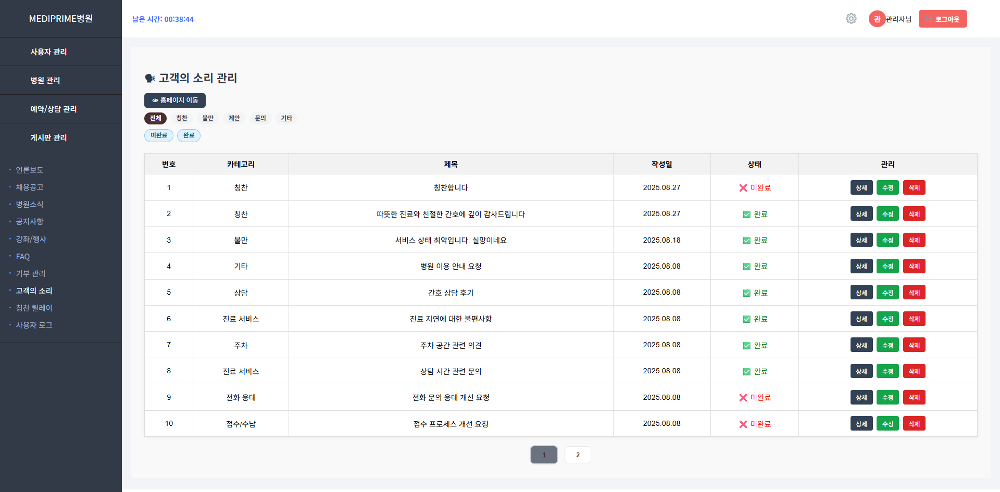 MEDIPRIME병원
남은 시간: 00:38:44
관 관리자님 로그아웃
사용자 관리
병원 관리
예약/상담 관리
게시판 관리
· 언론보도
· 채용공고
· 병원소식
· 공지사항
· 강좌/행사
· FAQ
· 기부 관리
· 고객의 소리
· 칭찬 릴레이
· 사용자 로그
고객의 소리 관리
홈페이지 이동
전체 칭찬 불만 제안 문의 기타
미완료 완료
번호 카테고리 제목 작성일 상태 관리
1 칭찬 칭찬합니다 2025.08.27 ❌ 미완료 상세 수정 삭제
2 칭찬 따뜻한 진료와 친절한 간호에 깊이 감사드립니다 2025.08.27 ✅ 완료 상세 수정 삭제
3 불만 서비스 상태 최악입니다. 실망이네요 2025.08.18 ✅ 완료 상세 수정 삭제
4 기타 병원 이용 안내 요청 2025.08.08 ✅ 완료 상세 수정 삭제
5 상담 간호 상담 후기 2025.08.08 ✅ 완료 상세 수정 삭제
6 진료 서비스 진료 지연에 대한 불편사항 2025.08.08 ✅ 완료 상세 수정 삭제
7 주차 주차 공간 관련 의견 2025.08.08 ✅ 완료 상세 수정 삭제
8 진료 서비스 상담 시간 관련 문의 2025.08.08 ✅ 완료 상세 수정 삭제
9 전화 응대 전화 문의 응대 개선 요청 2025.08.08 ❌ 미완료 상세 수정 삭제
10 접수/수납 접수 프로세스 개선 요청 2025.08.08 ❌ 미완료 상세 수정 삭제
1 2